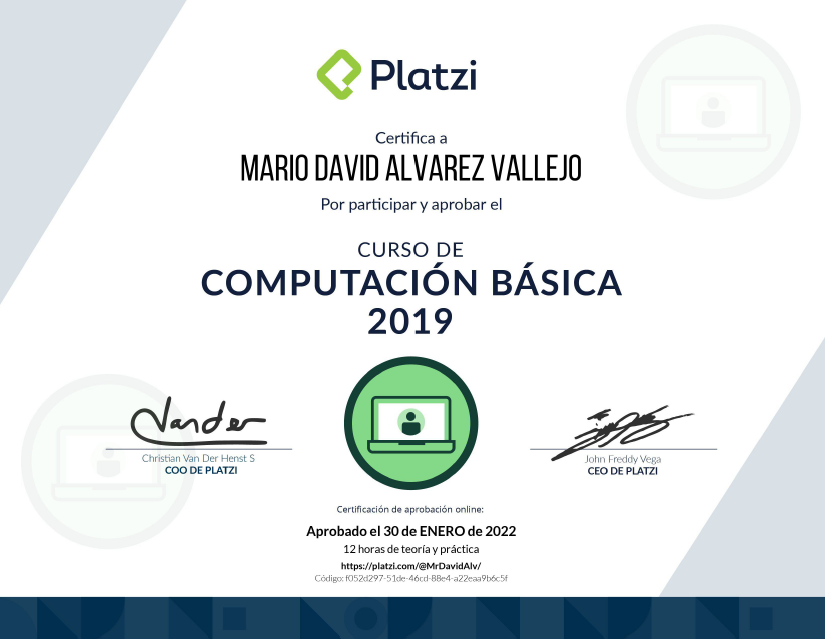 Platzi
Certifica a
MARIO DAVID ALVAREZ VALLEJO
Por participar y aprobar el
CURSO DE
COMPUTACIÓN BÁSICA
2019
Vander
Christian Van Der Henst S
COO DE PLATZI
John Freddy Vega
CEO DE PLATZI
Certificación de aprobación online:
Aprobado el 30 de ENERO de 2022
12 horas de teoría y práctica
https://platzi.com/@MrDavidAlv/
Código: f052d297-51de-46cd-88e4-a22eaa9b6c5f